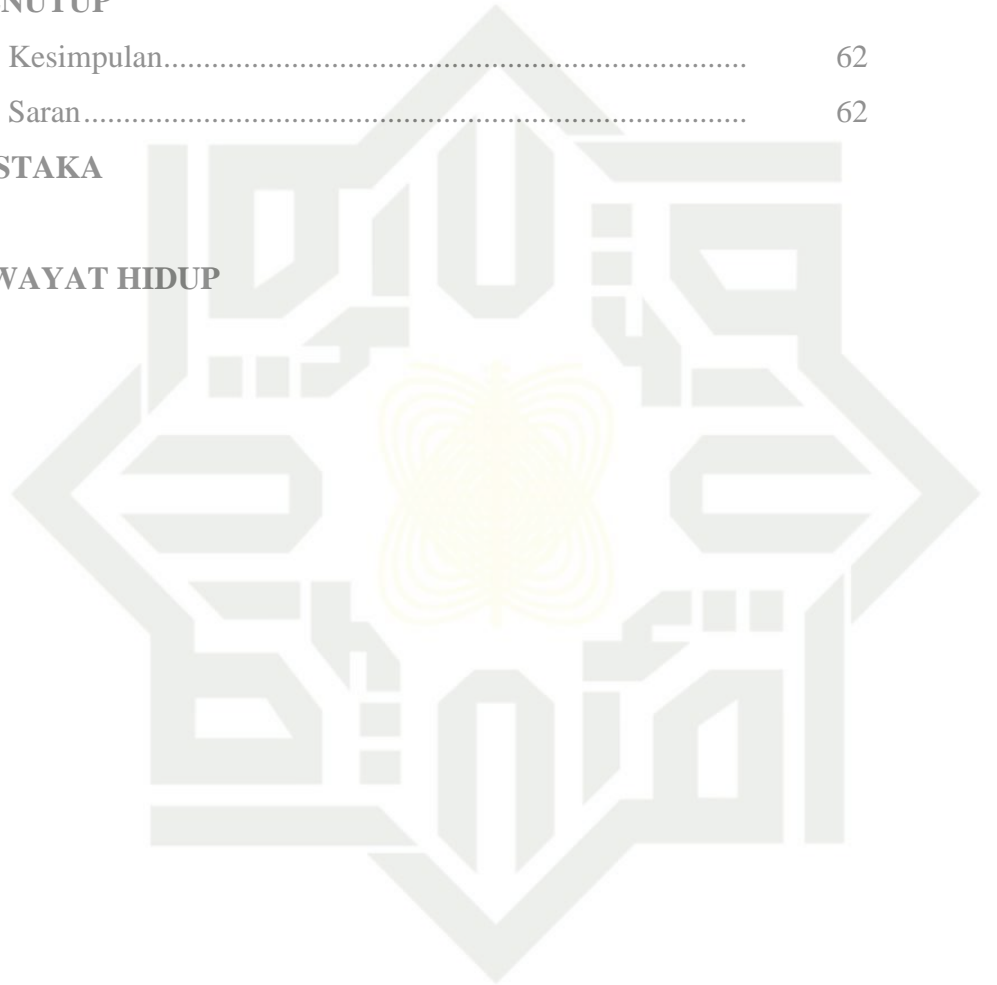 NUTUP
Kesimpulan......................................................................... 62
Saran................................................................................... 62
STAKA
WAYAT HIDUP